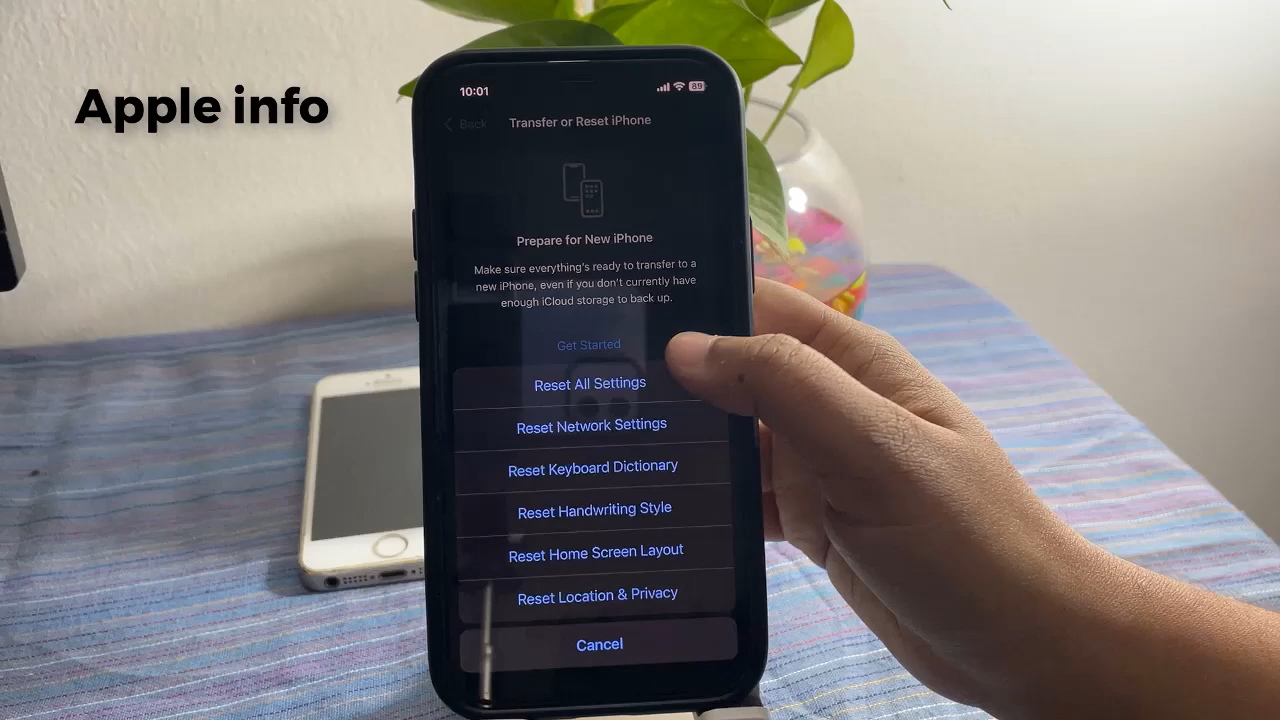 Apple info
10:01
89
Back
Transfer or Reset iPhone
Prepare for New iPhone
Make sure everything's ready to transfer to a
new iPhone, even if you don't currently have
enough iCloud storage to back up.
Get Started
Reset All Settings
Reset Network Settings
Reset Keyboard Dictionary
Reset Handwriting Style
Reset Home Screen Layout
Reset Location & Privacy
Cancel